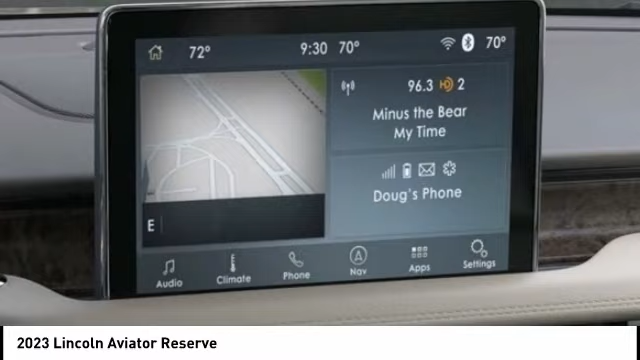 72° 9:30 70° 70°
96.3 2
Minus the Bear
My Time
Doug's Phone
E
Audio Climate Phone Nav Apps Settings
2023 Lincoln Aviator Reserve